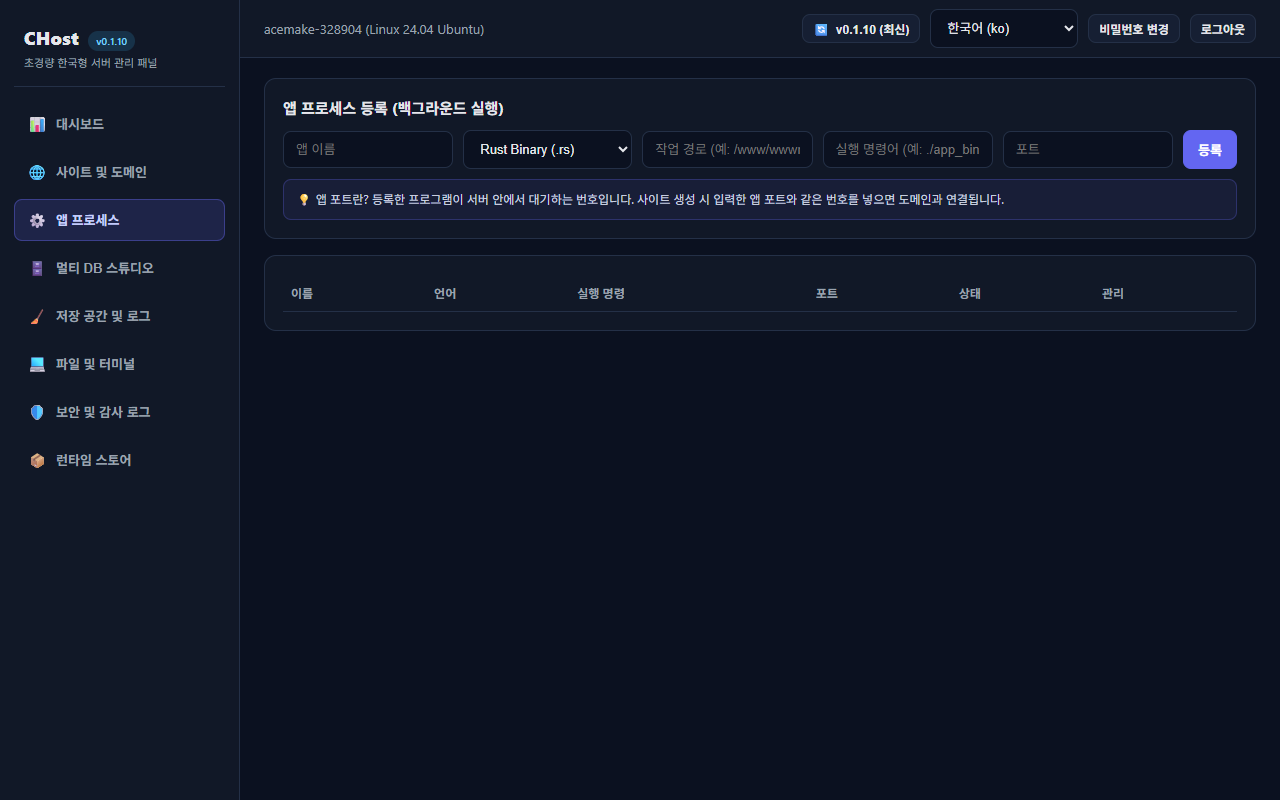 CHost v0.1.10
초경량 한국형 서버 관리 패널
대시보드
사이트 및 도메인
앱 프로세스
멀티 DB 스튜디오
저장 공간 및 로그
파일 및 터미널
보안 및 감사 로그
런타임 스토어
acemake-328904 (Linux 24.04 Ubuntu)
v0.1.10 (최신)
한국어 (ko)
비밀번호 변경
로그아웃
앱 프로세스 등록 (백그라운드 실행)
앱 이름
Rust Binary (.rs)
작업 경로 (예: /www/www
실행 명령어 (예: ./app_bin
포트
등록
앱 포트란? 등록한 프로그램이 서버 안에서 대기하는 번호입니다. 사이트 생성 시 입력한 앱 포트와 같은 번호를 넣으면 도메인과 연결됩니다.
이름 언어 실행 명령 포트 상태 관리